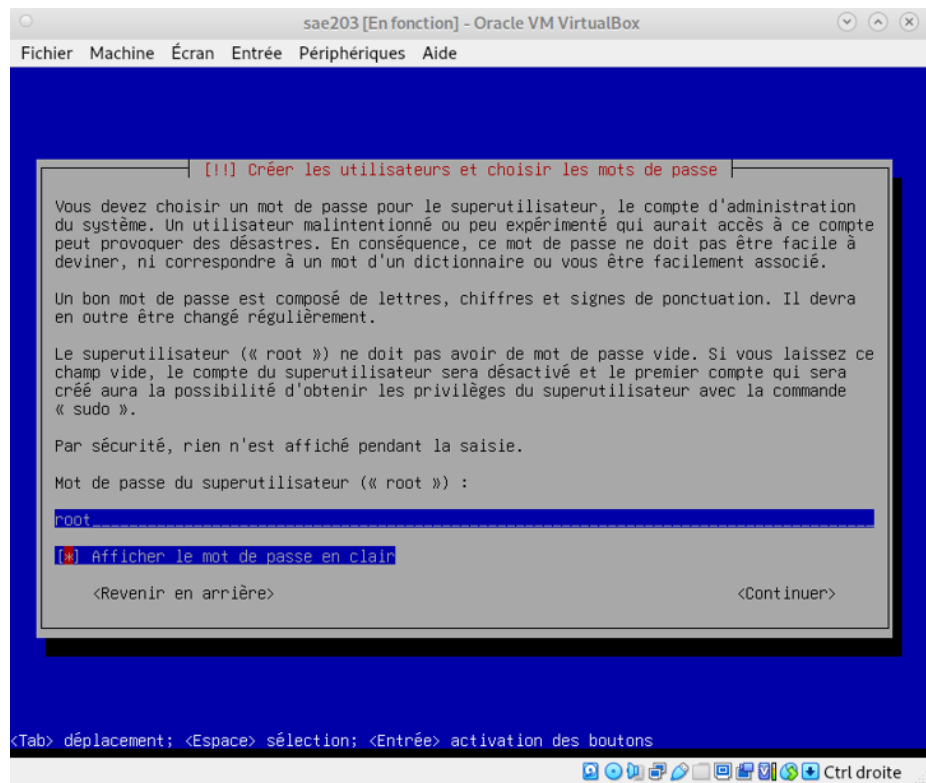 sae203 [En fonction] - Oracle VM VirtualBox
Fichier Machine Écran Entrée Périphériques Aide
[!!] Créer les utilisateurs et choisir les mots de passe
Vous devez choisir un mot de passe pour le superutilisateur, le compte d'administration
du système. Un utilisateur malintentionné ou peu expérimenté qui aurait accès à ce compte
peut provoquer des désastres. En conséquence, ce mot de passe ne doit pas être facile à
deviner, ni correspondre à un mot d'un dictionnaire ou vous être facilement associé.
Un bon mot de passe est composé de lettres, chiffres et signes de ponctuation. Il devra
en outre être changé régulièrement.
Le superutilisateur (« root ») ne doit pas avoir de mot de passe vide. Si vous laissez ce
champ vide, le compte du superutilisateur sera désactivé et le premier compte qui sera
créé aura la possibilité d'obtenir les privilèges du superutilisateur avec la commande
« sudo ».
Par sécurité, rien n'est affiché pendant la saisie.
Mot de passe du superutilisateur (« root ») :
root
[*] Afficher le mot de passe en clair
<Revenir en arrière> <Continuer>
<Tab> déplacement; <Espace> sélection; <Entrée> activation des boutons
Ctrl droite